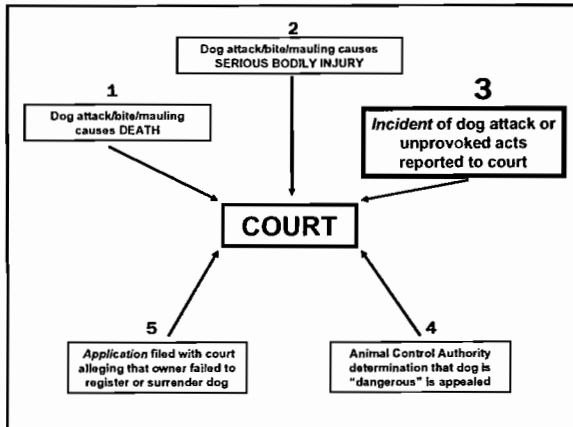 2
Dog attack/bite/mauling causes
SERIOUS BODILY INJURY
1
Dog attack/bite/mauling
causes DEATH
3
Incident of dog attack or
unprovoked acts
reported to court
COURT
5
Application filed with court
alleging that owner failed to
register or surrender dog
4
Animal Control Authority
determination that dog is
"dangerous" is appealed